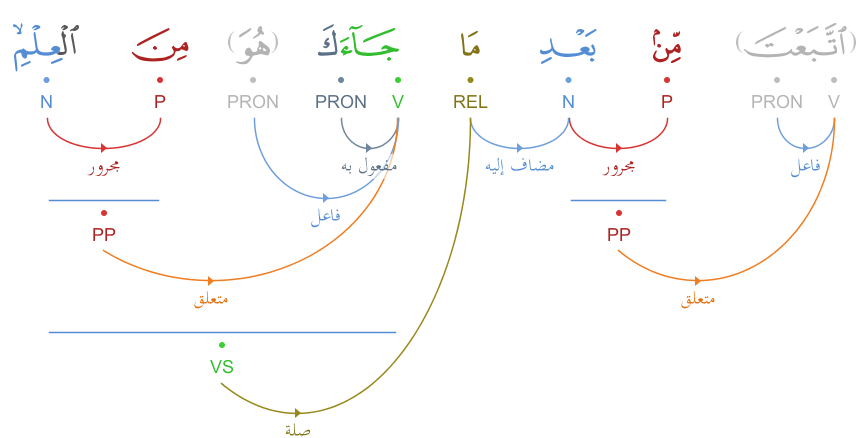 (ٱتَّبَعْتَ) مِّنۢ بَعْدِ مَا جَآءَكَ (هُوَ) مِنَ ٱلْعِلْمِ ۙ
V PRON P N REL V PRON PRON P N
فاعل مجرور مضاف إليه مفعول به مجرور
فاعل
PP PP
متعلق متعلق
VS
صلة